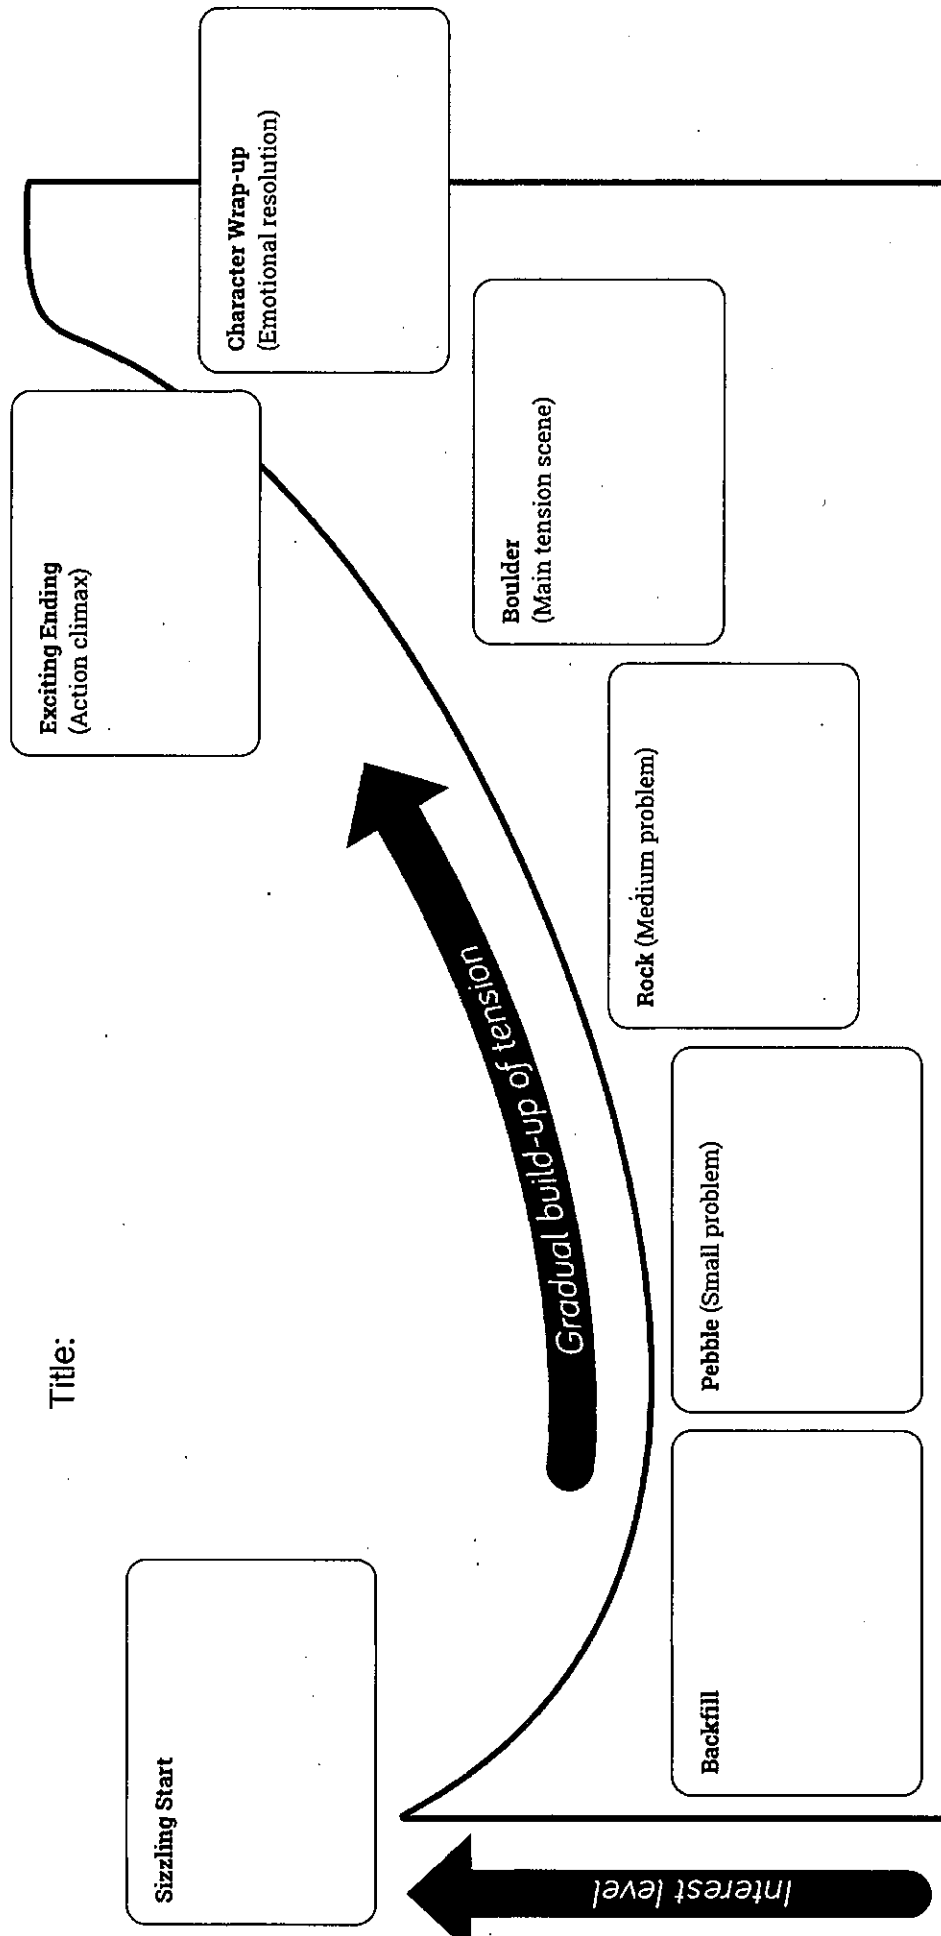 Title:
Sizzling Start
Exciting Ending
(Action climax)
Character Wrap-up
(Emotional resolution)
Gradual build-up of tension
Interest level
Backfill
Pebble (Small problem)
Rock (Medium problem)
Boulder
(Main tension scene)